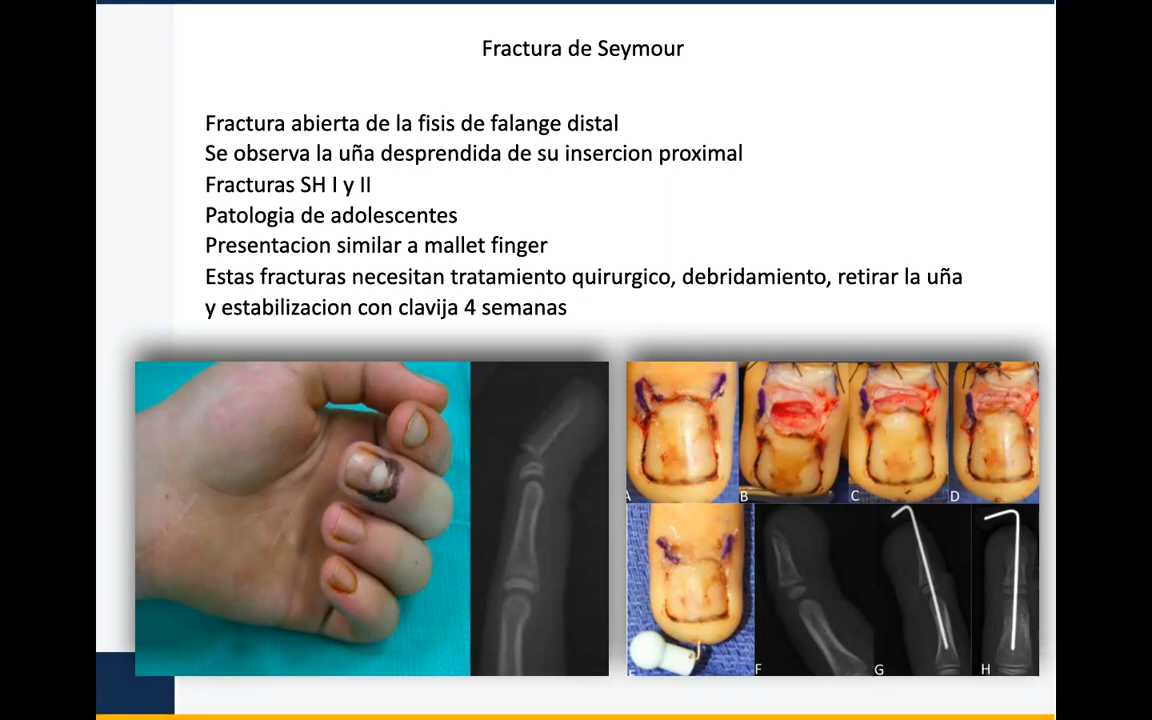 Fractura de Seymour
Fractura abierta de la fisis de falange distal
Se observa la uña desprendida de su insercion proximal
Fracturas SH I y II
Patologia de adolescentes
Presentacion similar a mallet finger
Estas fracturas necesitan tratamiento quirurgico, debridamiento, retirar la uña
y estabilizacion con clavija 4 semanas
A B C D
E F G H